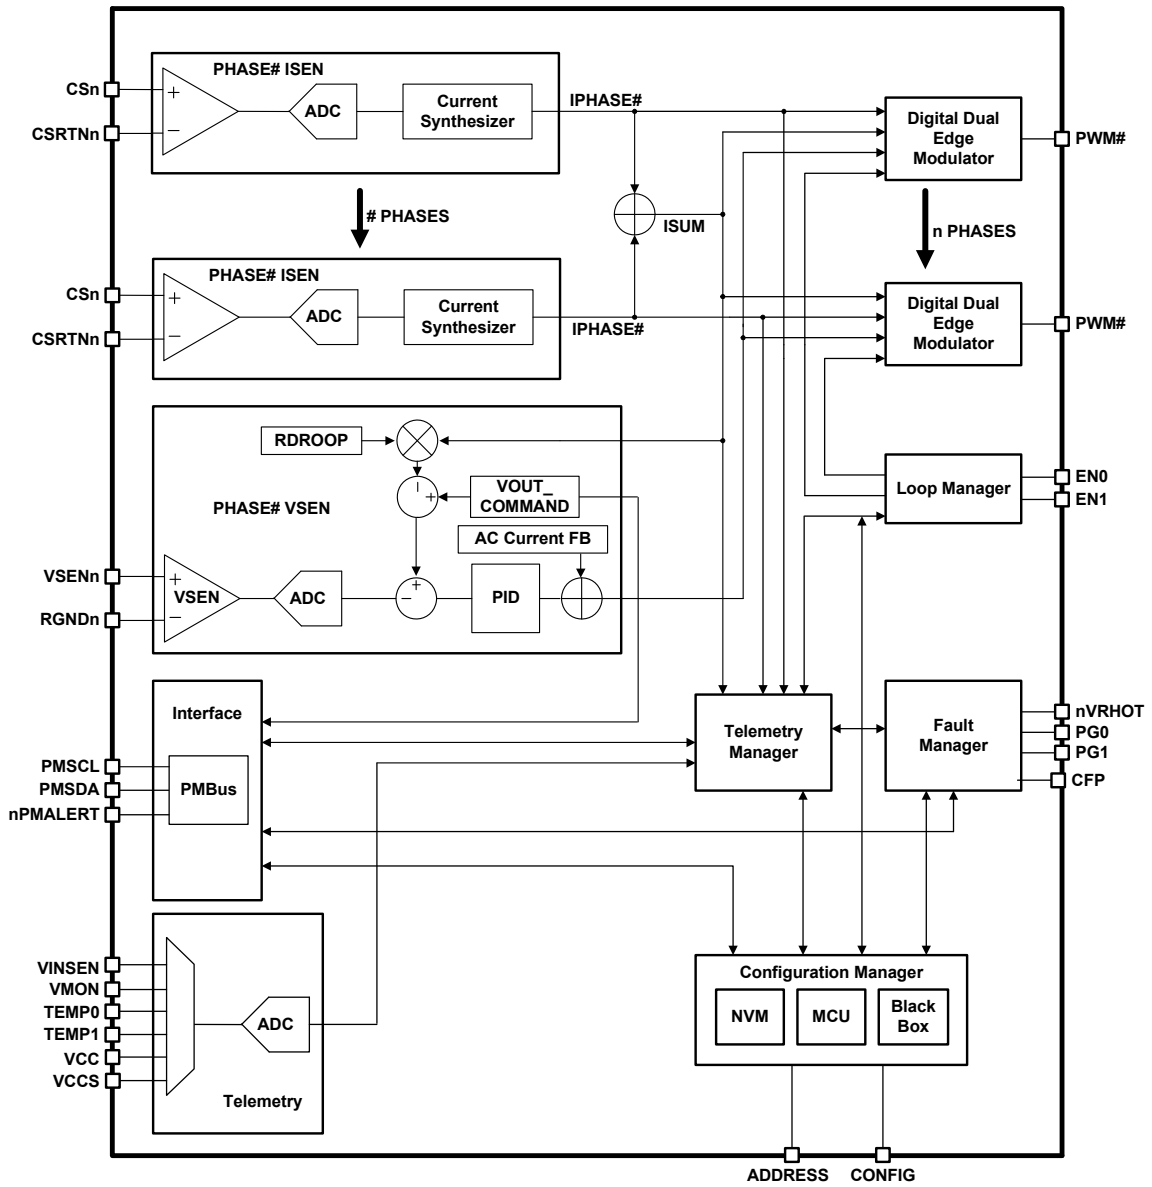 PHASE# ISEN
CSn
+
ADC
Current
Synthesizer
IPHASE#
Digital Dual
Edge
Modulator
PWM#
CSRTNn
−
# PHASES
ISUM
n PHASES
PHASE# ISEN
CSn
+
ADC
Current
Synthesizer
IPHASE#
Digital Dual
Edge
Modulator
PWM#
CSRTNn
−
RDROOP
−
+
VOUT_
COMMAND
PHASE# VSEN
AC Current FB
VSENn
+
VSEN
−
RGNDn
ADC
+
−
PID
Loop Manager
EN0
EN1
Interface
PMBus
PMSCL
PMSDA
nPMALERT
Telemetry
Manager
Fault
Manager
nVRHOT
PG0
PG1
CFP
VINSEN
VMON
TEMP0
TEMP1
VCC
VCCS
ADC
Telemetry
Configuration Manager
NVM
MCU
Black
Box
ADDRESS
CONFIG